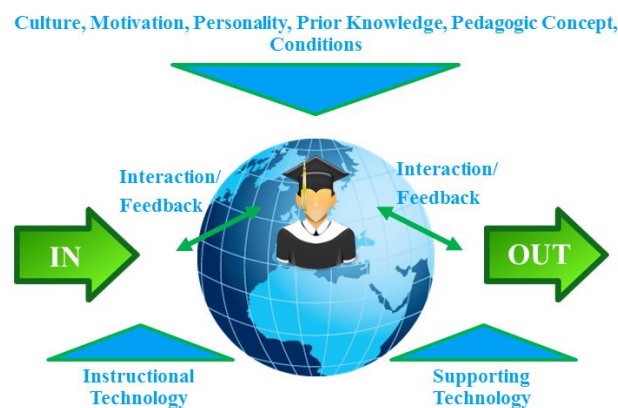 Culture, Motivation, Personality, Prior Knowledge, Pedagogic Concept,
Conditions
Interaction/
Feedback
Interaction/
Feedback
IN
OUT
Instructional
Technology
Supporting
Technology